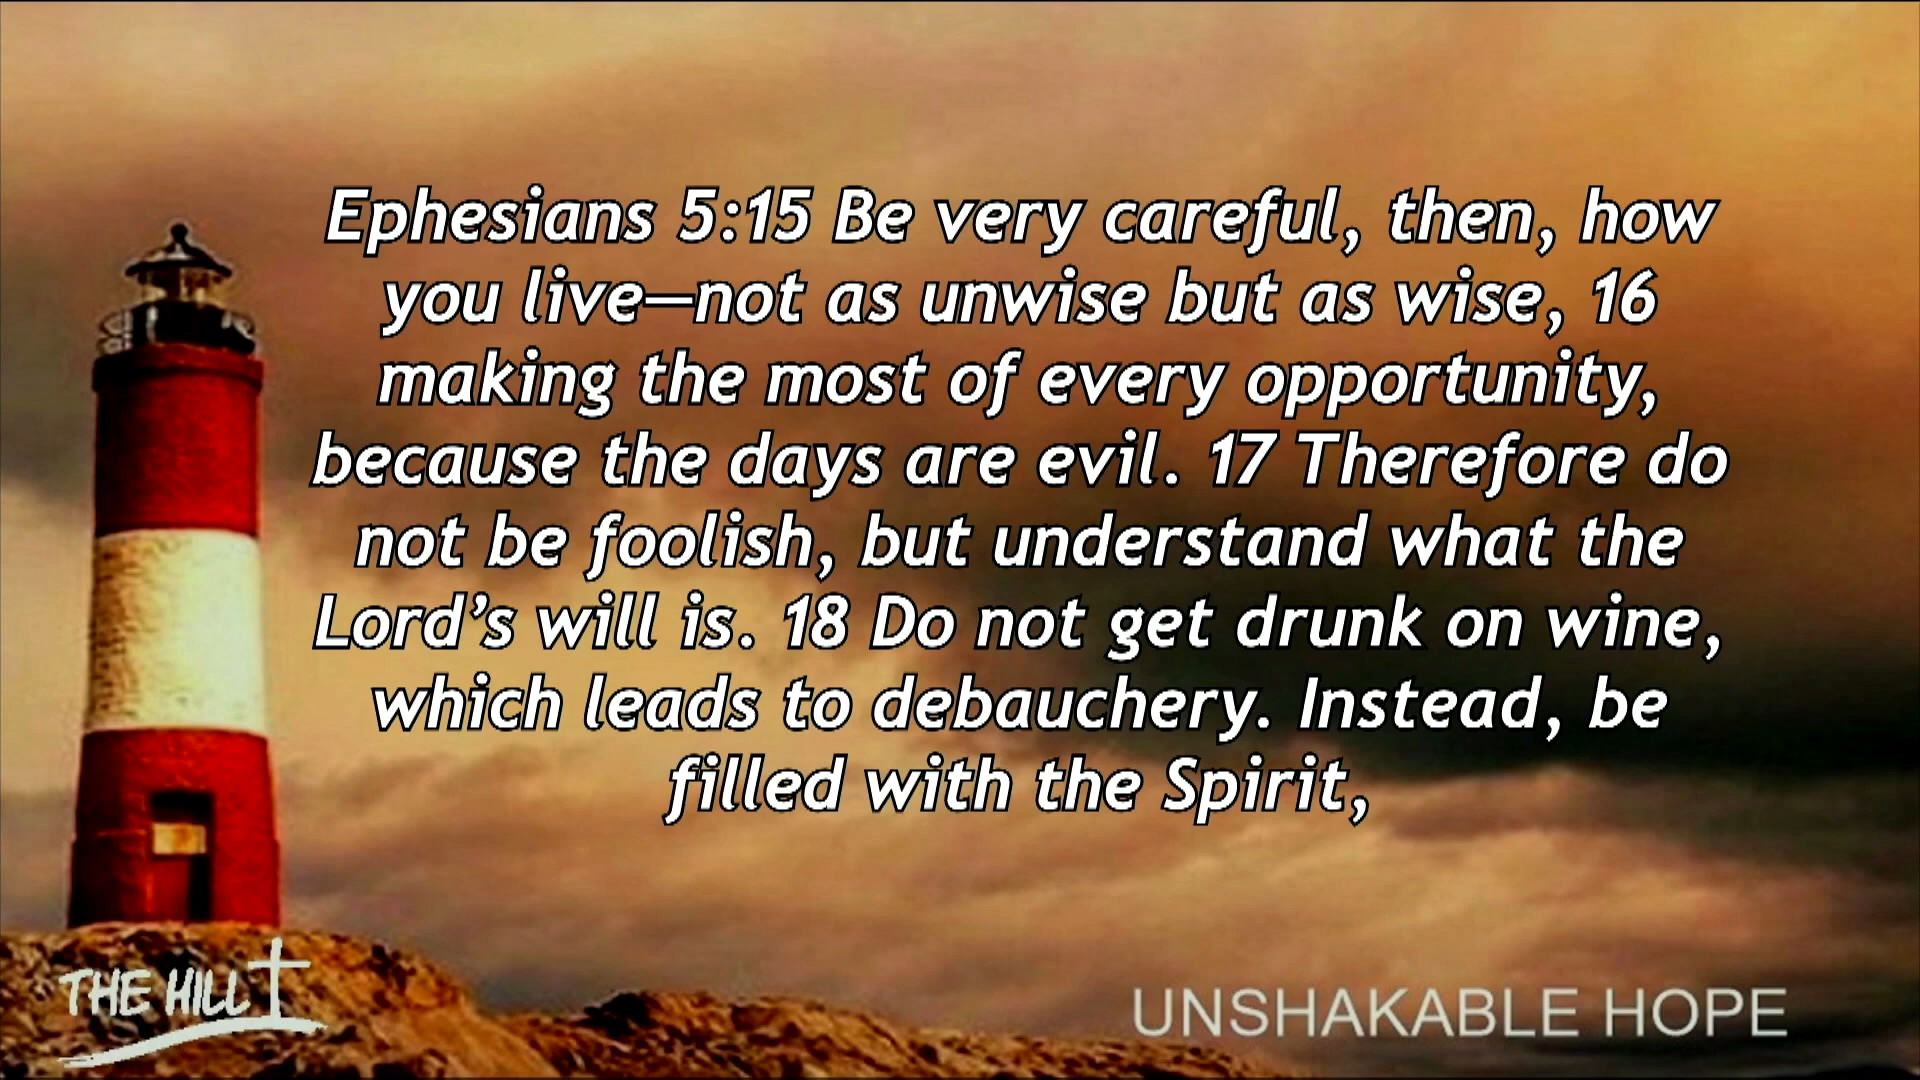 Ephesians 5:15 Be very careful, then, how
you live—not as unwise but as wise, 16
making the most of every opportunity,
because the days are evil. 17 Therefore do
not be foolish, but understand what the
Lord’s will is. 18 Do not get drunk on wine,
which leads to debauchery. Instead, be
filled with the Spirit,
THE HILL
UNSHAKABLE HOPE